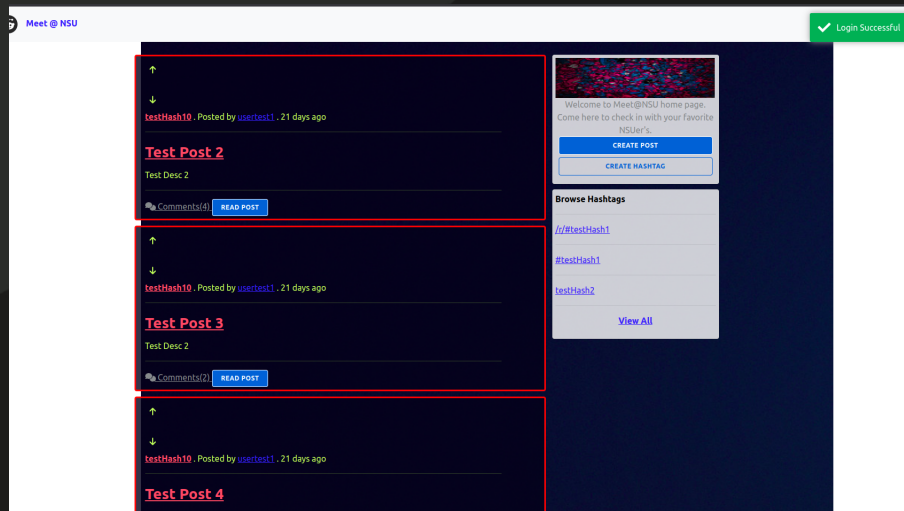 Meet @ NSU
Login Successful
testHash10 . Posted by usertest1 . 21 days ago
Test Post 2
Test Desc 2
Comments(4) READ POST
testHash10 . Posted by usertest1 . 21 days ago
Test Post 3
Test Desc 2
Comments(2) READ POST
testHash10 . Posted by usertest1 . 21 days ago
Test Post 4
Welcome to Meet@NSU home page.
Come here to check in with your favorite
NSUer's.
CREATE POST
CREATE HASHTAG
Browse Hashtags
/r/#testHash1
#testHash1
testHash2
View All